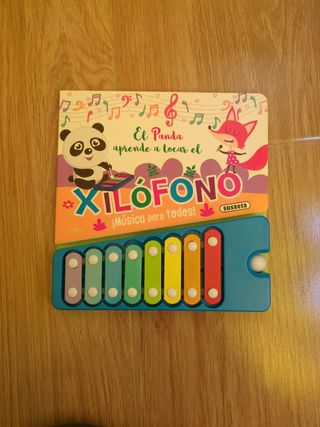 El Panda
aprende a tocar el
XILÓFONO
¡Música para todos!
susaeta